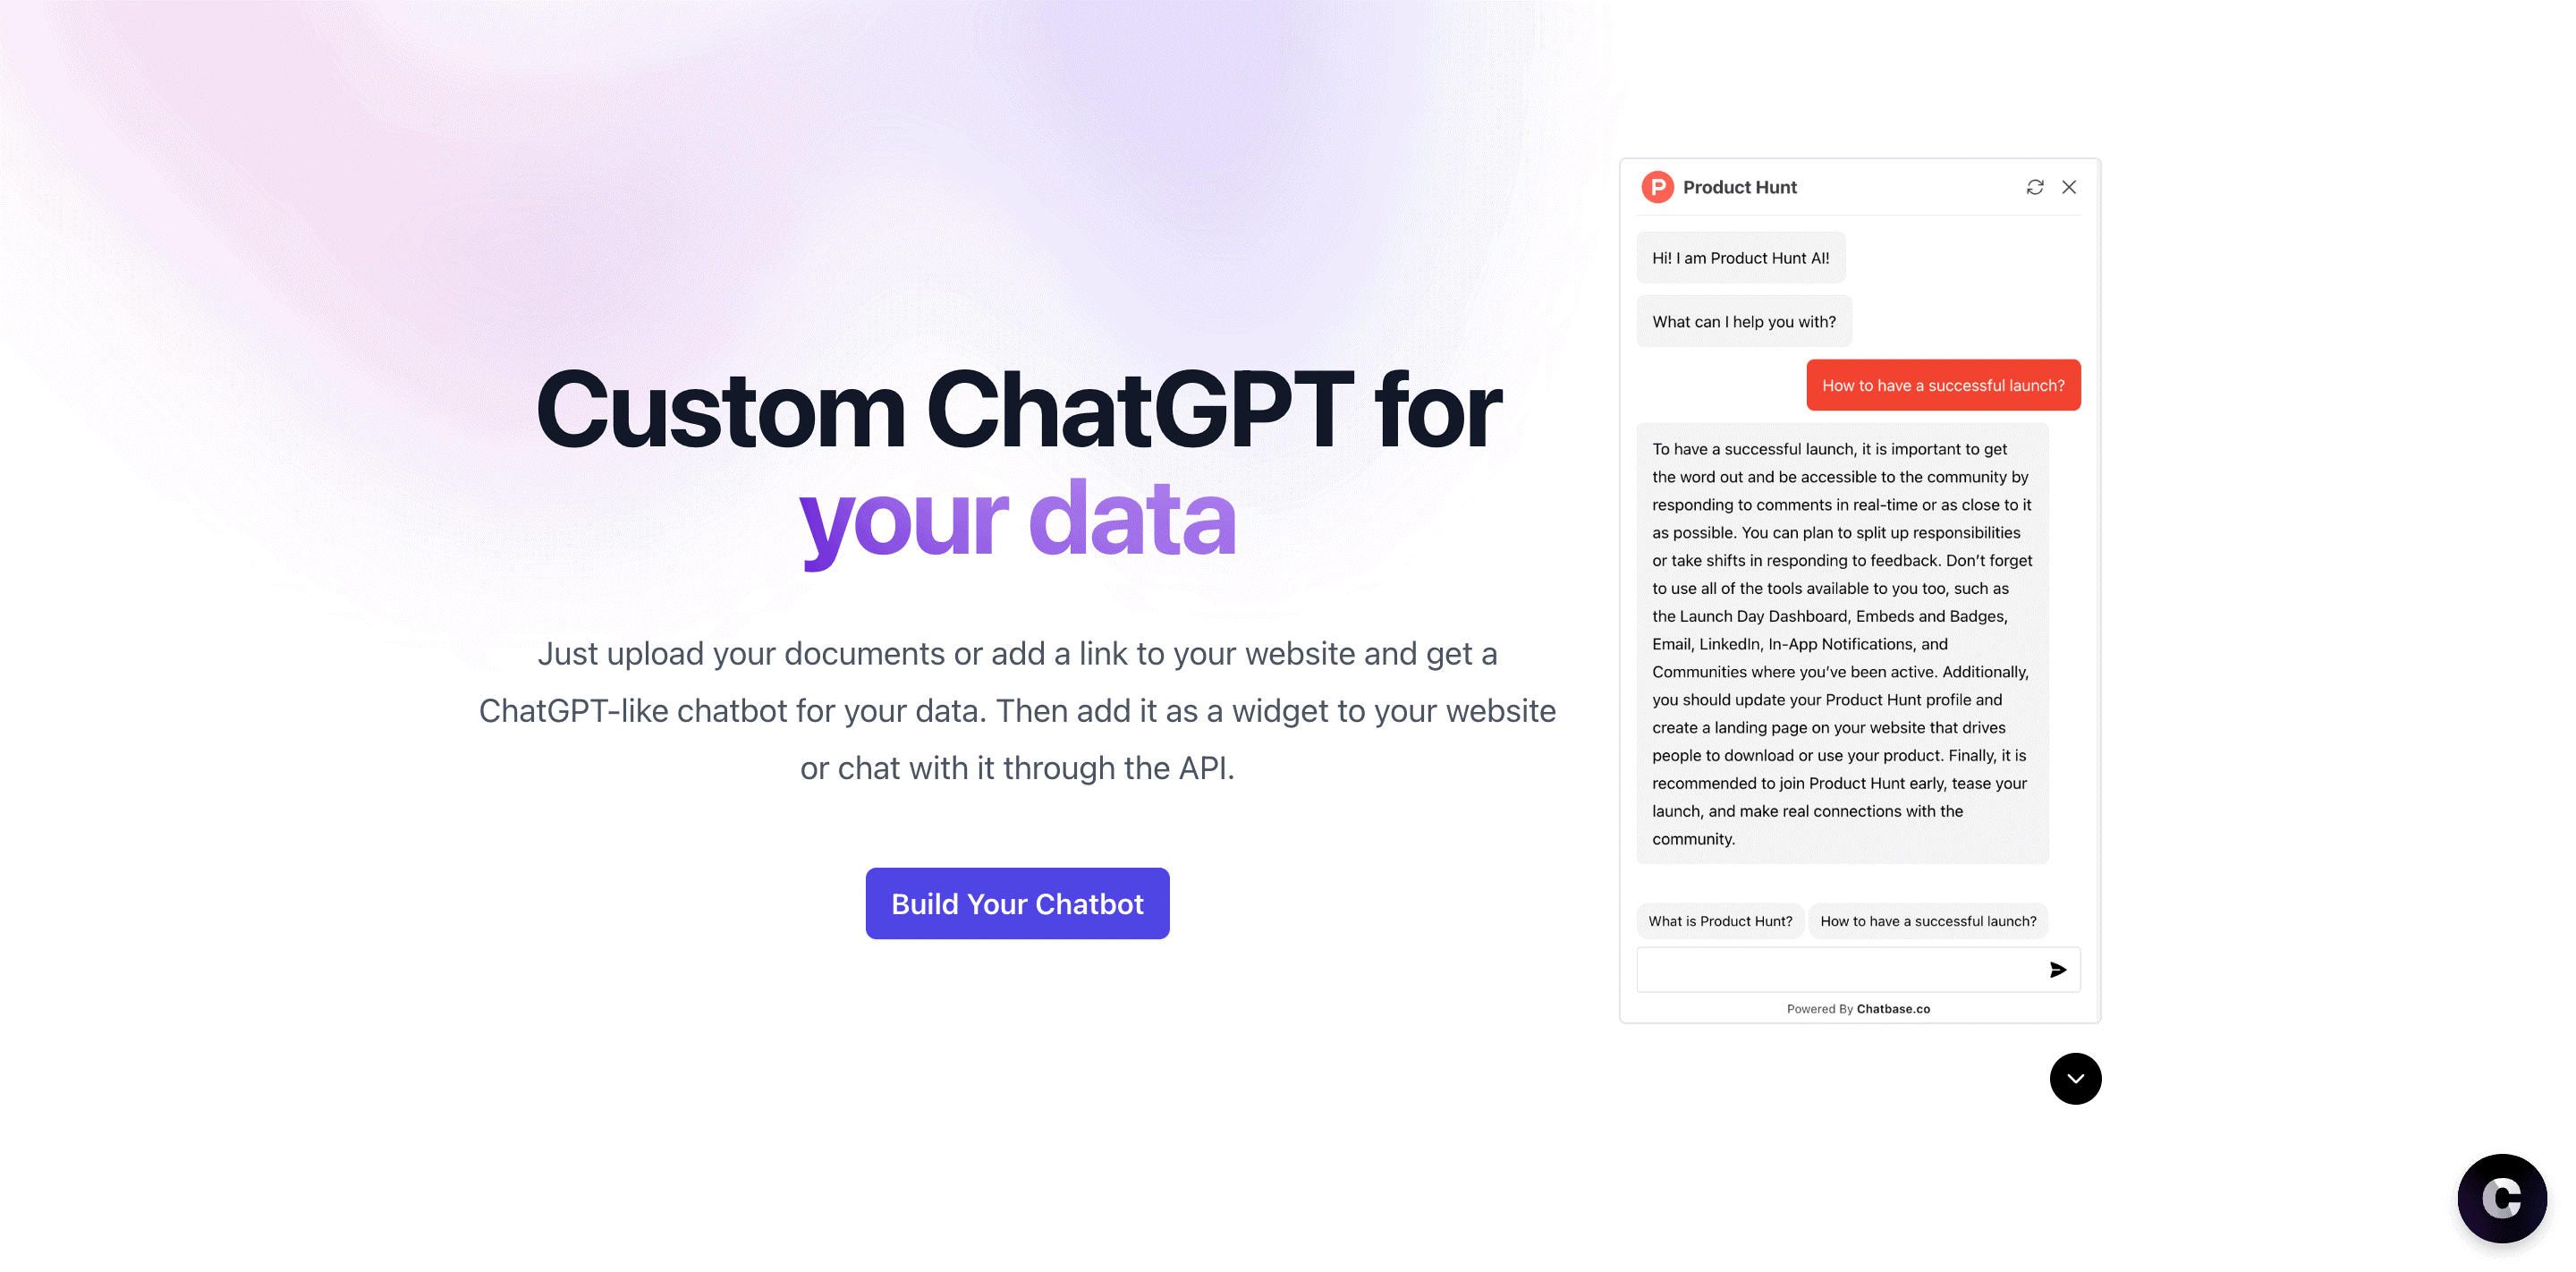 Custom ChatGPT for
your data
Just upload your documents or add a link to your website and get a
ChatGPT-like chatbot for your data. Then add it as a widget to your website
or chat with it through the API.
Build Your Chatbot
P Product Hunt
Hi! I am Product Hunt AI!
What can I help you with?
How to have a successful launch?
To have a successful launch, it is important to get
the word out and be accessible to the community by
responding to comments in real-time or as close to it
as possible. You can plan to split up responsibilities
or take shifts in responding to feedback. Don’t forget
to use all of the tools available to you too, such as
the Launch Day Dashboard, Embeds and Badges,
Email, LinkedIn, In-App Notifications, and
Communities where you’ve been active. Additionally,
you should update your Product Hunt profile and
create a landing page on your website that drives
people to download or use your product. Finally, it is
recommended to join Product Hunt early, tease your
launch, and make real connections with the
community.
What is Product Hunt? How to have a successful launch?
Powered By Chatbase.co
C